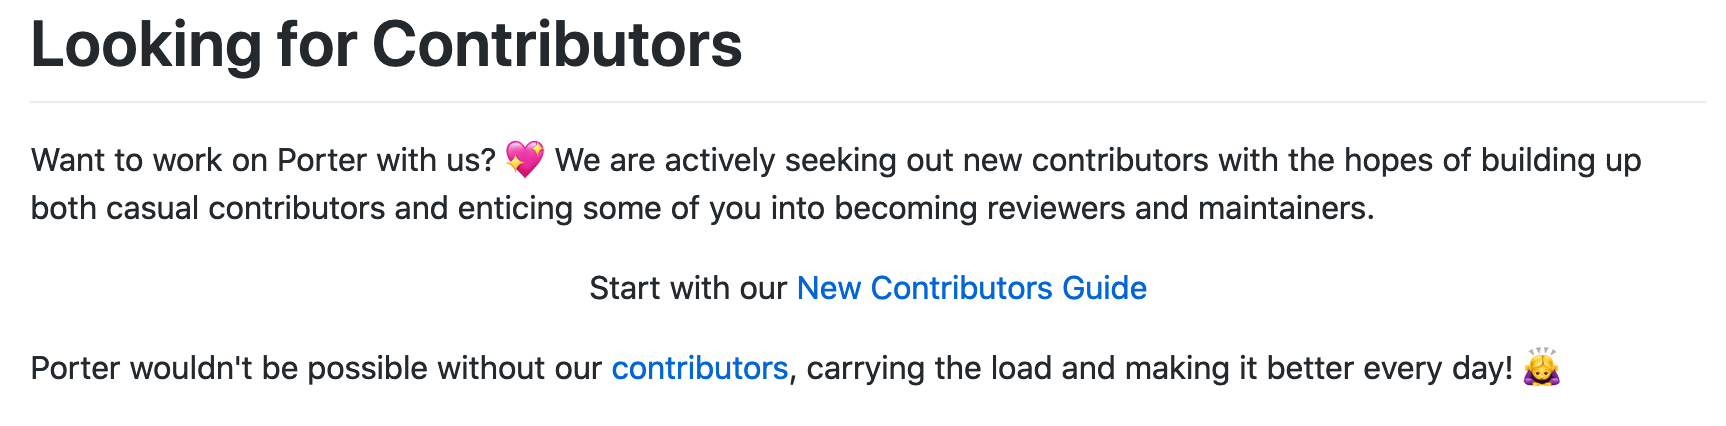 Looking for Contributors
Want to work on Porter with us? 💖 We are actively seeking out new contributors with the hopes of building up
both casual contributors and enticing some of you into becoming reviewers and maintainers.
Start with our New Contributors Guide
Porter wouldn't be possible without our contributors, carrying the load and making it better every day! 🙇‍♀️